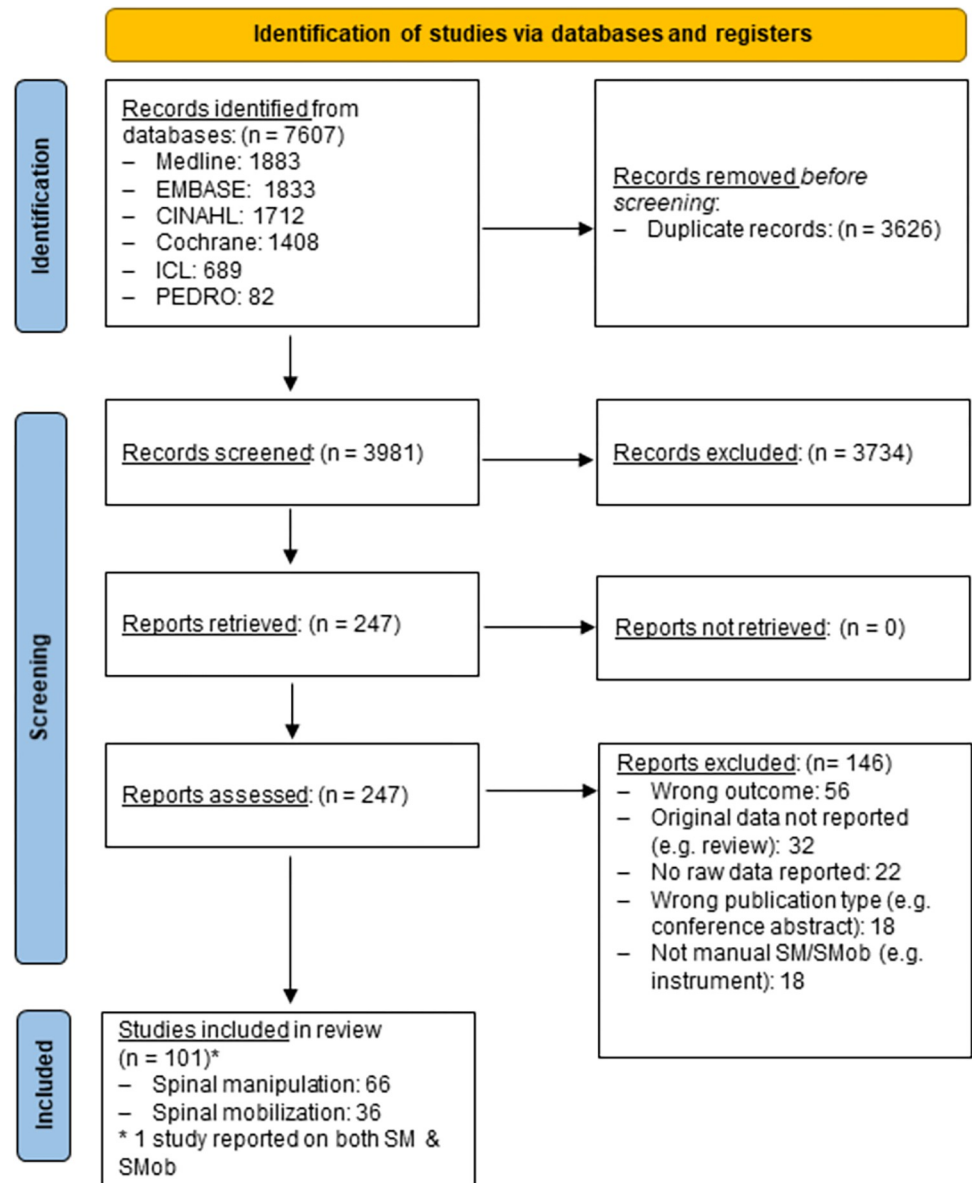 Identification of studies via databases and registers
Identification
Records identified from
databases: (n = 7607)
– Medline: 1883
– EMBASE: 1833
– CINAHL: 1712
– Cochrane: 1408
– ICL: 689
– PEDRO: 82
Records removed before
screening:
– Duplicate records: (n = 3626)
Screening
Records screened: (n = 3981)
Records excluded: (n = 3734)
Reports retrieved: (n = 247)
Reports not retrieved: (n = 0)
Reports assessed: (n = 247)
Reports excluded: (n= 146)
– Wrong outcome: 56
– Original data not reported
(e.g. review): 32
– No raw data reported: 22
– Wrong publication type (e.g.
conference abstract): 18
– Not manual SM/SMob (e.g.
instrument): 18
Included
Studies included in review
(n = 101)*
– Spinal manipulation: 66
– Spinal mobilization: 36
* 1 study reported on both SM &
SMob